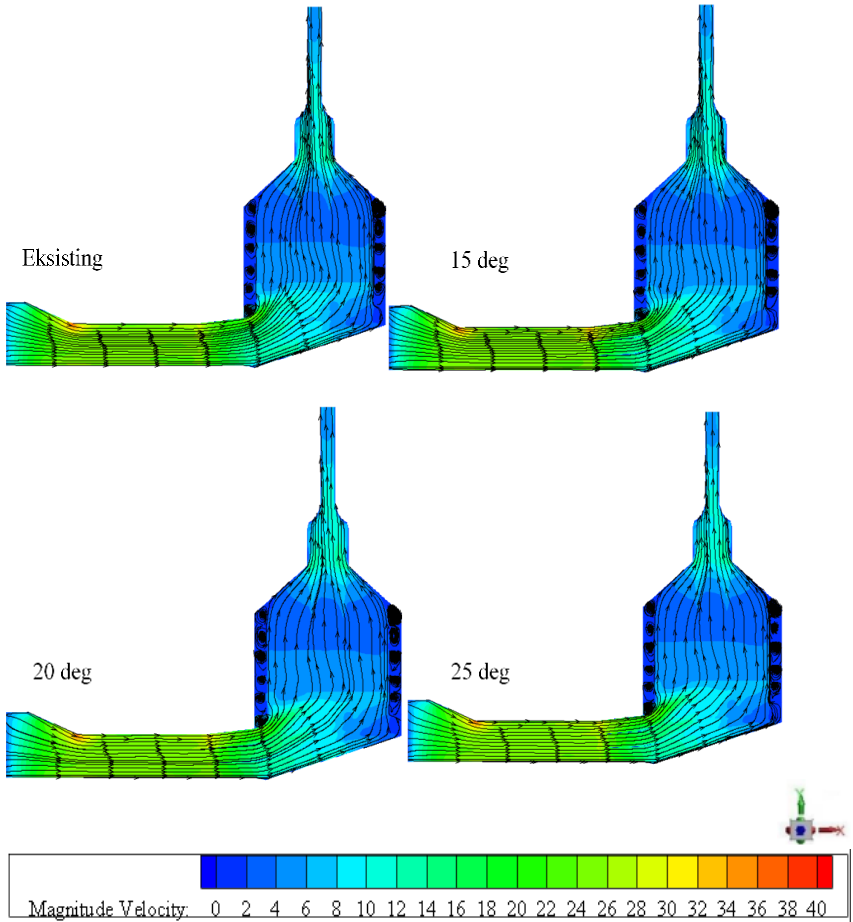 Eksisting
15 deg
20 deg
25 deg
Y
X
Magnitude Velocity: 0 2 4 6 8 10 12 14 16 18 20 22 24 26 28 30 32 34 36 38 40